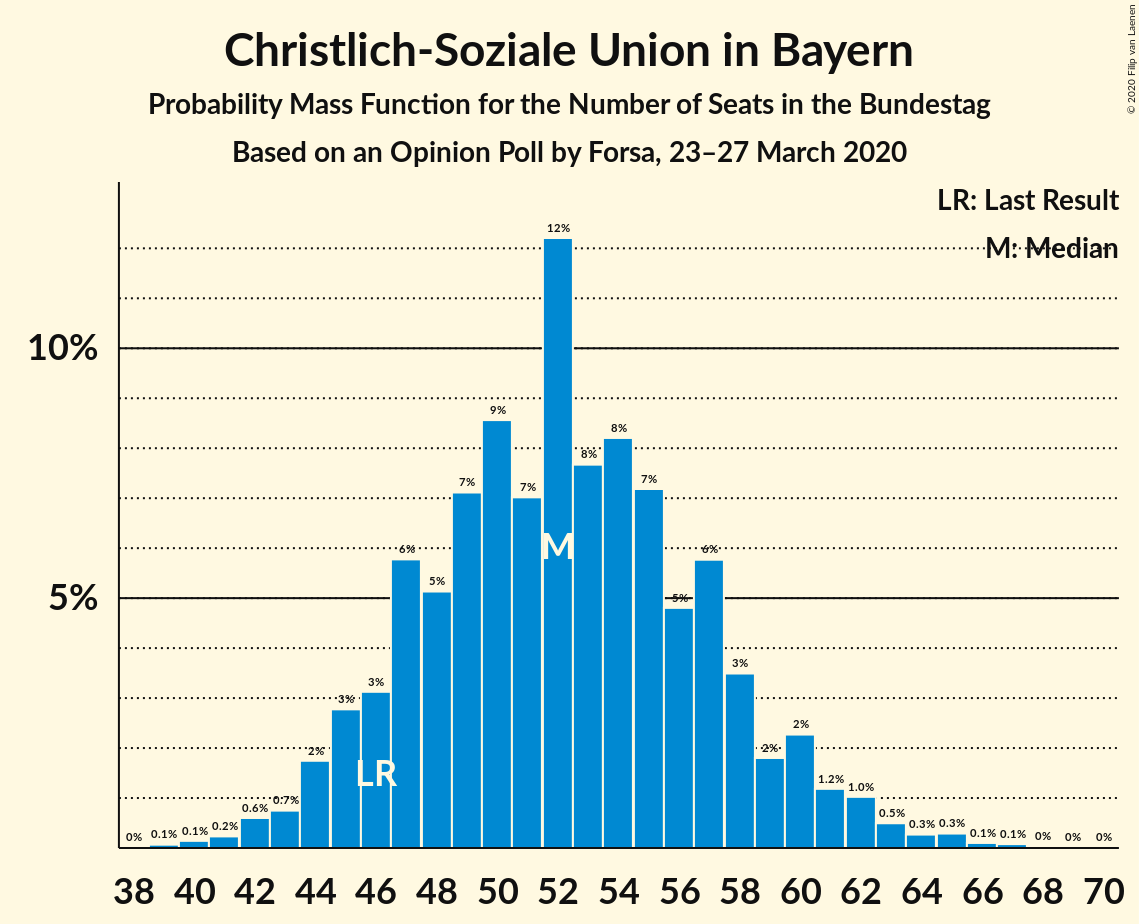 Christlich-Soziale Union in Bayern
Probability Mass Function for the Number of Seats in the Bundestag
Based on an Opinion Poll by Forsa, 23–27 March 2020
© 2020 Filip van Laenen
LR: Last Result
M: Median
10%
5%
0% 0.1% 0.1% 0.2% 0.6% 0.7% 2% 3% 3% 6% 5% 7% 9% 7% 12% 8% 8% 7% 5% 6% 3% 2% 2% 1.2% 1.0% 0.5% 0.3% 0.3% 0.1% 0.1% 0% 0% 0%
M
LR
38 40 42 44 46 48 50 52 54 56 58 60 62 64 66 68 70